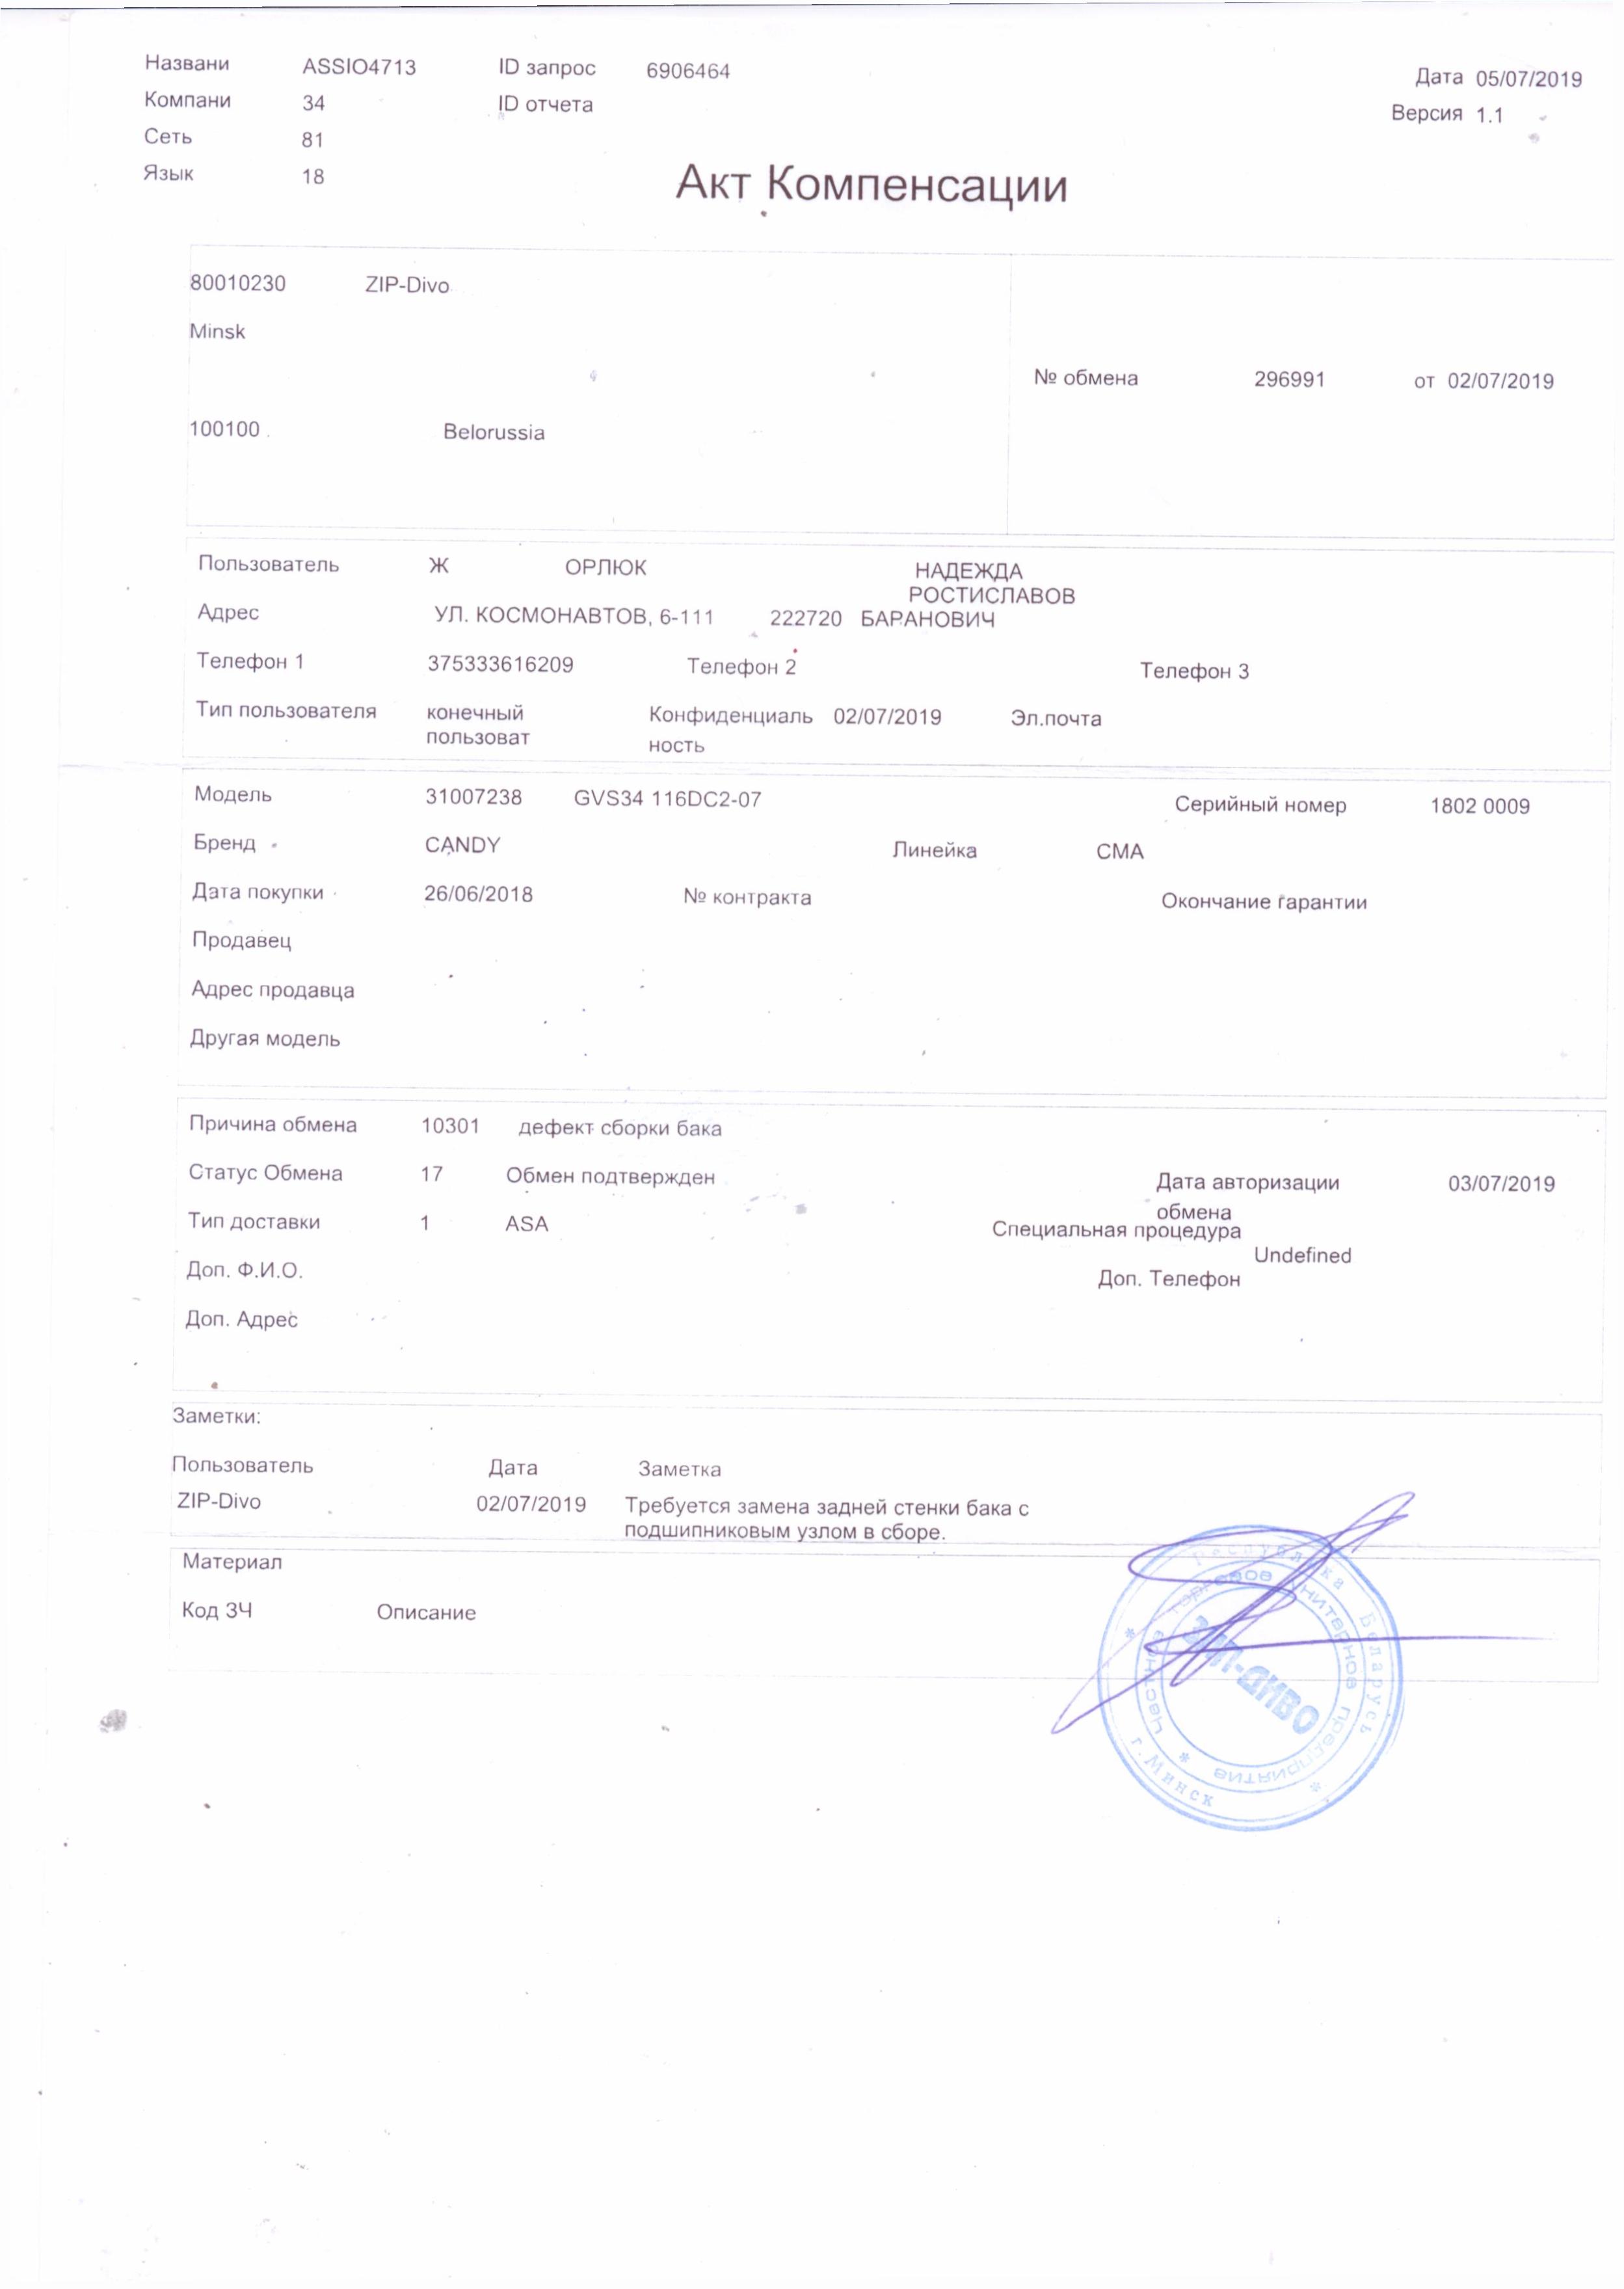 Названи ASSIO4713 ID запрос 6906464 Дата 05/07/2019
Компани 34 ID отчета Версия 1.1
Сеть 81
Язык 18
Акт Компенсации
80010230 ZIP-Divo
Minsk
№ обмена 296991 от 02/07/2019
100100 Belorussia
Пользователь Ж ОРЛЮК НАДЕЖДА
РОСТИСЛАВОВ
Адрес УЛ. КОСМОНАВТОВ, 6-111 222720 БАРАНОВИЧ
Телефон 1 375333616209 Телефон 2 Телефон 3
Тип пользователя конечный Конфиденциаль 02/07/2019 Эл.почта
пользоват ность
Модель 31007238 GVS34 116DC2-07 Серийный номер 1802 0009
Бренд CANDY Линейка СМА
Дата покупки 26/06/2018 № контракта Окончание гарантии
Продавец
Адрес продавца
Другая модель
Причина обмена 10301 дефект сборки бака
Статус Обмена 17 Обмен подтвержден Дата авторизации 03/07/2019
обмена
Тип доставки 1 ASA Специальная процедура
Undefined
Доп. Ф.И.О. Доп. Телефон
Доп. Адрес
Заметки:
Пользователь Дата Заметка
ZIP-Divo 02/07/2019 Требуется замена задней стенки бака с
подшипниковым узлом в сборе.
Материал
Код ЗЧ Описание
Республика Беларусь
г.Минск
Частное торговое унитарное предприятие
ЗИП-ДИВО